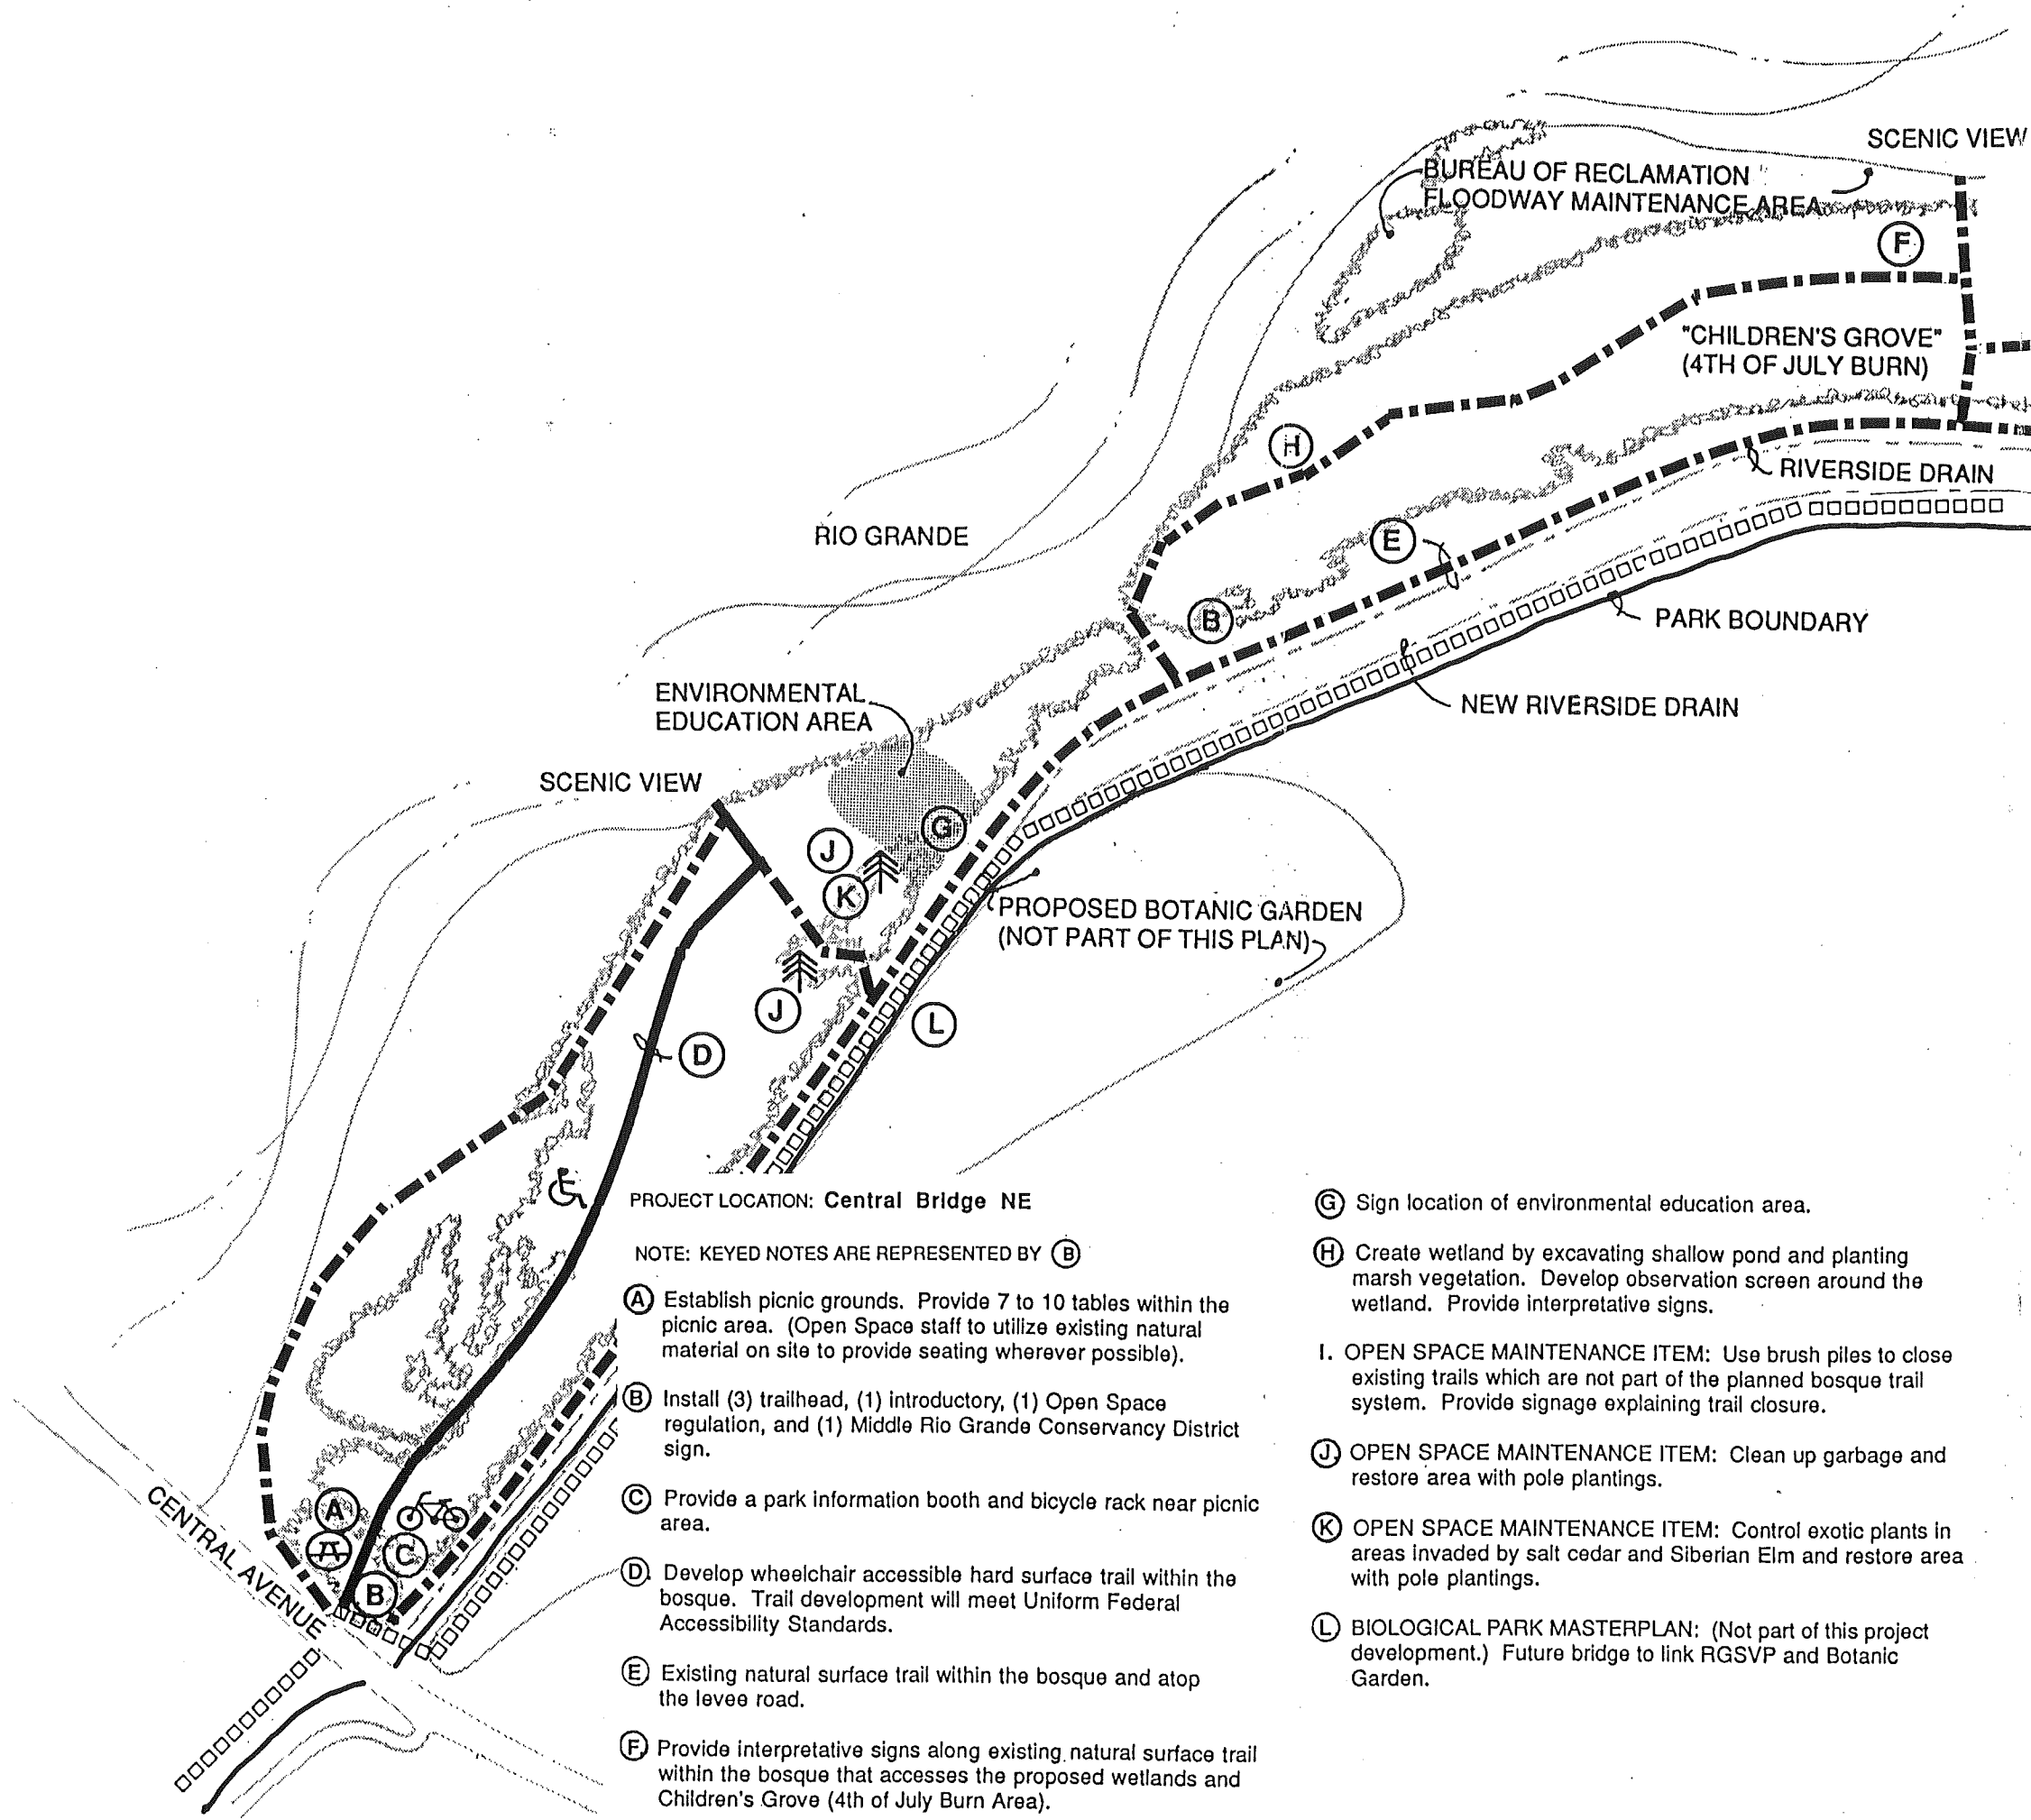 SCENIC VIEW
BUREAU OF RECLAMATION
FLOODWAY MAINTENANCE AREA
F
"CHILDREN'S GROVE"
(4TH OF JULY BURN)
H
RIVERSIDE DRAIN
RIO GRANDE
E
B
PARK BOUNDARY
ENVIRONMENTAL
EDUCATION AREA
NEW RIVERSIDE DRAIN
SCENIC VIEW
G
J
K
PROPOSED BOTANIC GARDEN
(NOT PART OF THIS PLAN)
J
L
D
CENTRAL AVENUE
A
C
B
PROJECT LOCATION: Central Bridge NE
NOTE: KEYED NOTES ARE REPRESENTED BY B
A Establish picnic grounds. Provide 7 to 10 tables within the
picnic area. (Open Space staff to utilize existing natural
material on site to provide seating wherever possible).
B Install (3) trailhead, (1) introductory, (1) Open Space
regulation, and (1) Middle Rio Grande Conservancy District
sign.
C Provide a park information booth and bicycle rack near picnic
area.
D. Develop wheelchair accessible hard surface trail within the
bosque. Trail development will meet Uniform Federal
Accessibility Standards.
E Existing natural surface trail within the bosque and atop
the levee road.
F Provide interpretative signs along existing natural surface trail
within the bosque that accesses the proposed wetlands and
Children's Grove (4th of July Burn Area).
G Sign location of environmental education area.
H. Create wetland by excavating shallow pond and planting
marsh vegetation. Develop observation screen around the
wetland. Provide interpretative signs.
I. OPEN SPACE MAINTENANCE ITEM: Use brush piles to close
existing trails which are not part of the planned bosque trail
system. Provide signage explaining trail closure.
J. OPEN SPACE MAINTENANCE ITEM: Clean up garbage and
restore area with pole plantings.
K OPEN SPACE MAINTENANCE ITEM: Control exotic plants in
areas invaded by salt cedar and Siberian Elm and restore area
with pole plantings.
L BIOLOGICAL PARK MASTERPLAN: (Not part of this project
development.) Future bridge to link RGSVP and Botanic
Garden.